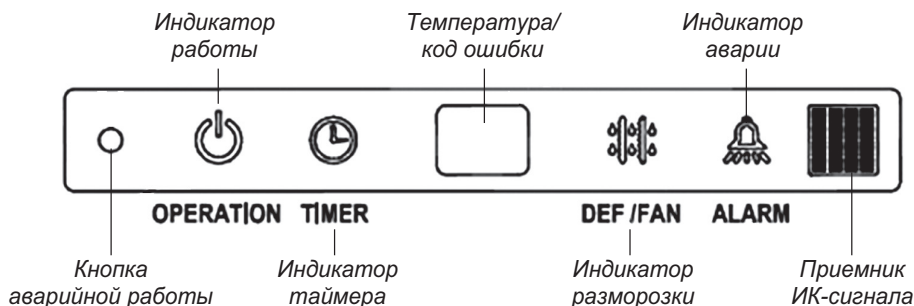 Индикатор
работы
Температура/
код ошибки
Индикатор
аварии
OPERATION TIMER DEF /FAN ALARM
Кнопка
аварийной работы
Индикатор
таймера
Индикатор
разморозки
Приемник
ИК-сигнала